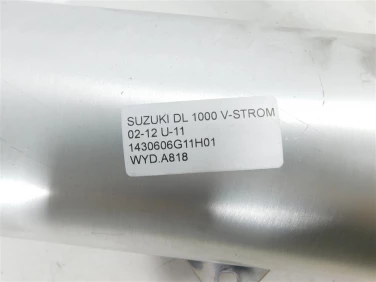 SUZUKI DL 1000 V-STROM
02-12 U-11
1430606G11H01
WYD.A818